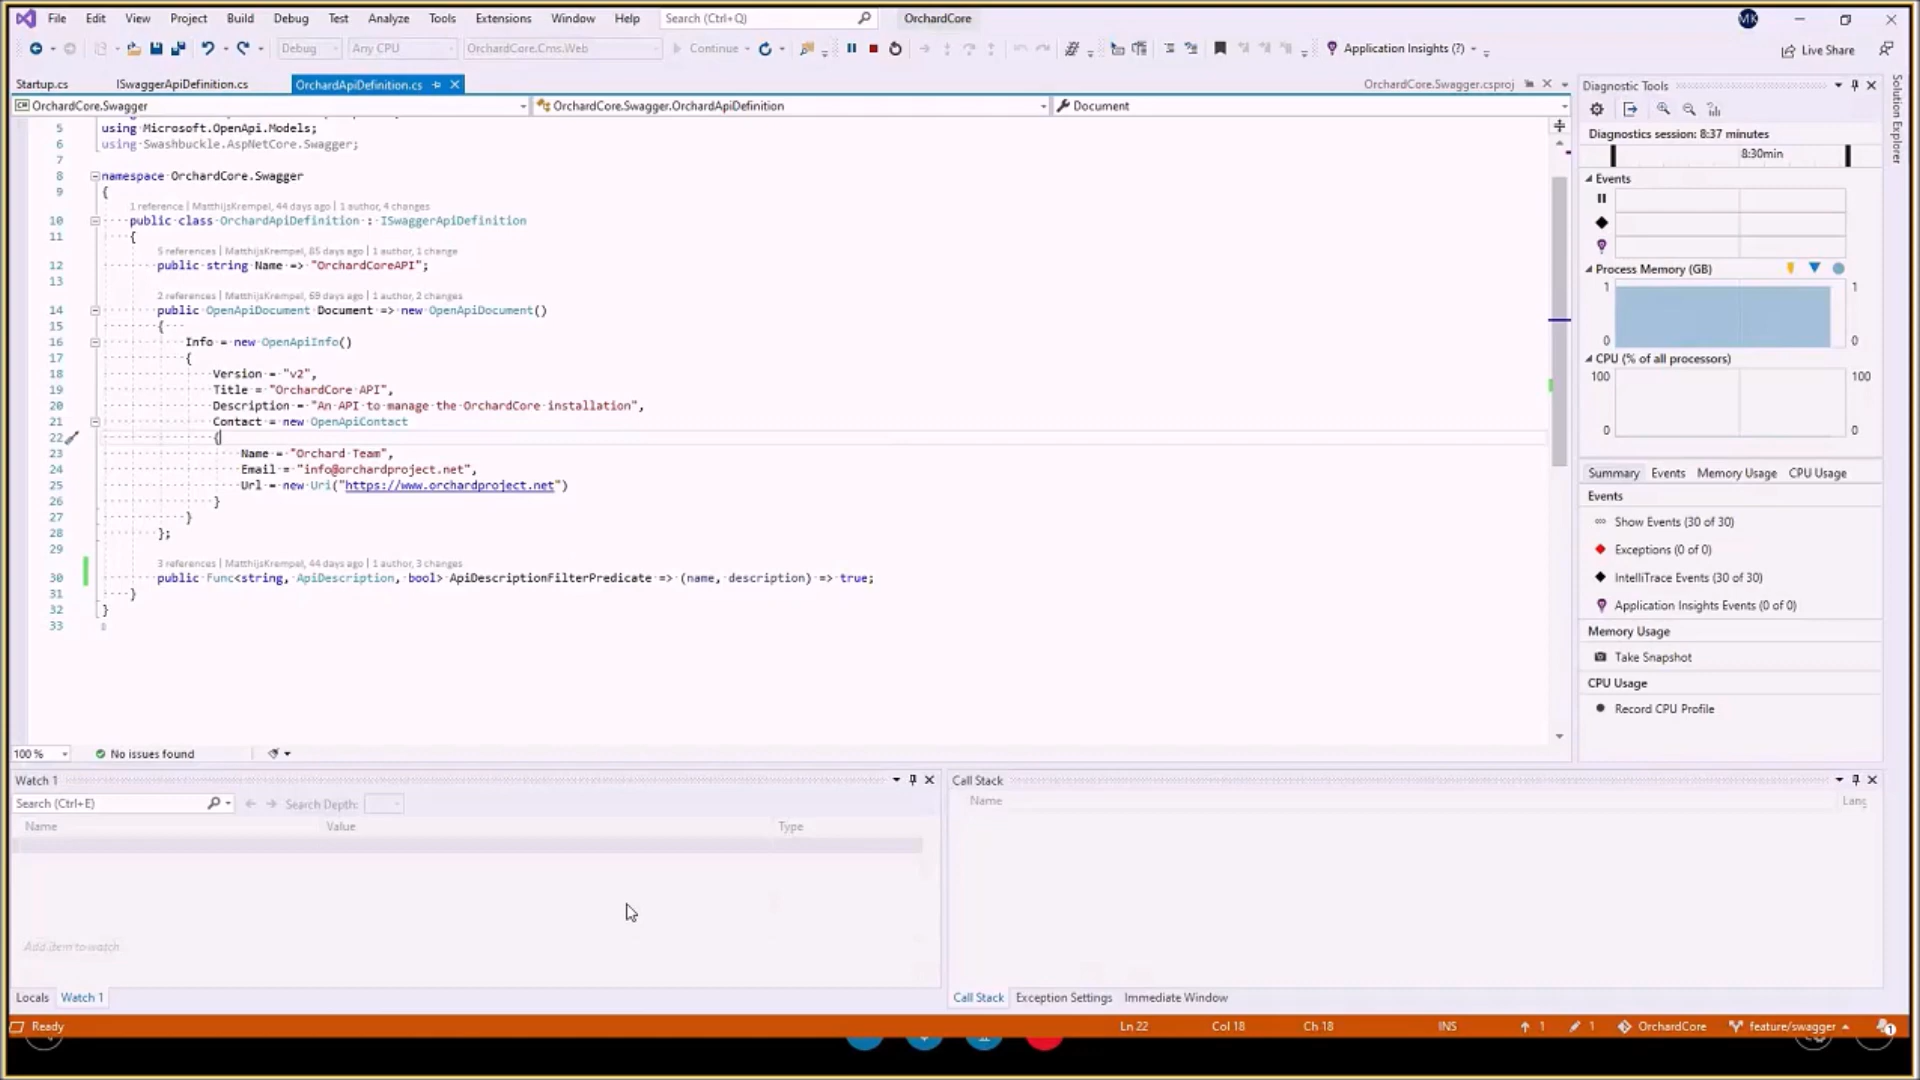 File Edit View Project Build Debug Test Analyze Tools Extensions Window Help Search (Ctrl+Q) OrchardCore MK
Debug Any CPU OrchardCore.Cms.Web Continue Application Insights (?) Live Share
Startup.cs ISwaggerApiDefinition.cs OrchardApiDefinition.cs OrchardCore.Swagger.csproj
OrchardCore.Swagger OrchardCore.Swagger.OrchardApiDefinition Document
5 using Microsoft.OpenApi.Models;
6 using Swashbuckle.AspNetCore.Swagger;
7
8 namespace OrchardCore.Swagger
9 {
1 reference | MatthijsKrempel, 44 days ago | 1 author, 4 changes
10 public class OrchardApiDefinition : ISwaggerApiDefinition
11 {
5 references | MatthijsKrempel, 85 days ago | 1 author, 1 change
12 public string Name => "OrchardCoreAPI";
13
2 references | MatthijsKrempel, 69 days ago | 1 author, 2 changes
14 public OpenApiDocument Document => new OpenApiDocument()
15 {
16 Info = new OpenApiInfo()
17 {
18 Version = "v2",
19 Title = "OrchardCore API",
20 Description = "An API to manage the OrchardCore installation",
21 Contact = new OpenApiContact
22 {
23 Name = "Orchard Team",
24 Email = "info@orchardproject.net",
25 Url = new Uri("https://www.orchardproject.net")
26 }
27 }
28 };
29
3 references | MatthijsKrempel, 44 days ago | 1 author, 3 changes
30 public Func<string, ApiDescription, bool> ApiDescriptionFilterPredicate => (name, description) => true;
31 }
32 }
33
100 % No issues found
Diagnostic Tools
Diagnostics session: 8:37 minutes
8:30min
Events
Process Memory (GB)
1 1
0 0
CPU (% of all processors)
100 100
0 0
Summary Events Memory Usage CPU Usage
Events
Show Events (30 of 30)
Exceptions (0 of 0)
IntelliTrace Events (30 of 30)
Application Insights Events (0 of 0)
Memory Usage
Take Snapshot
CPU Usage
Record CPU Profile
Solution Explorer
Watch 1
Search (Ctrl+E) Search Depth:
Name Value Type
Add item to watch
Locals Watch 1
Call Stack
Name Lang
Call Stack Exception Settings Immediate Window
Ready Ln 22 Col 18 Ch 18 INS 1 1 OrchardCore feature/swagger 1